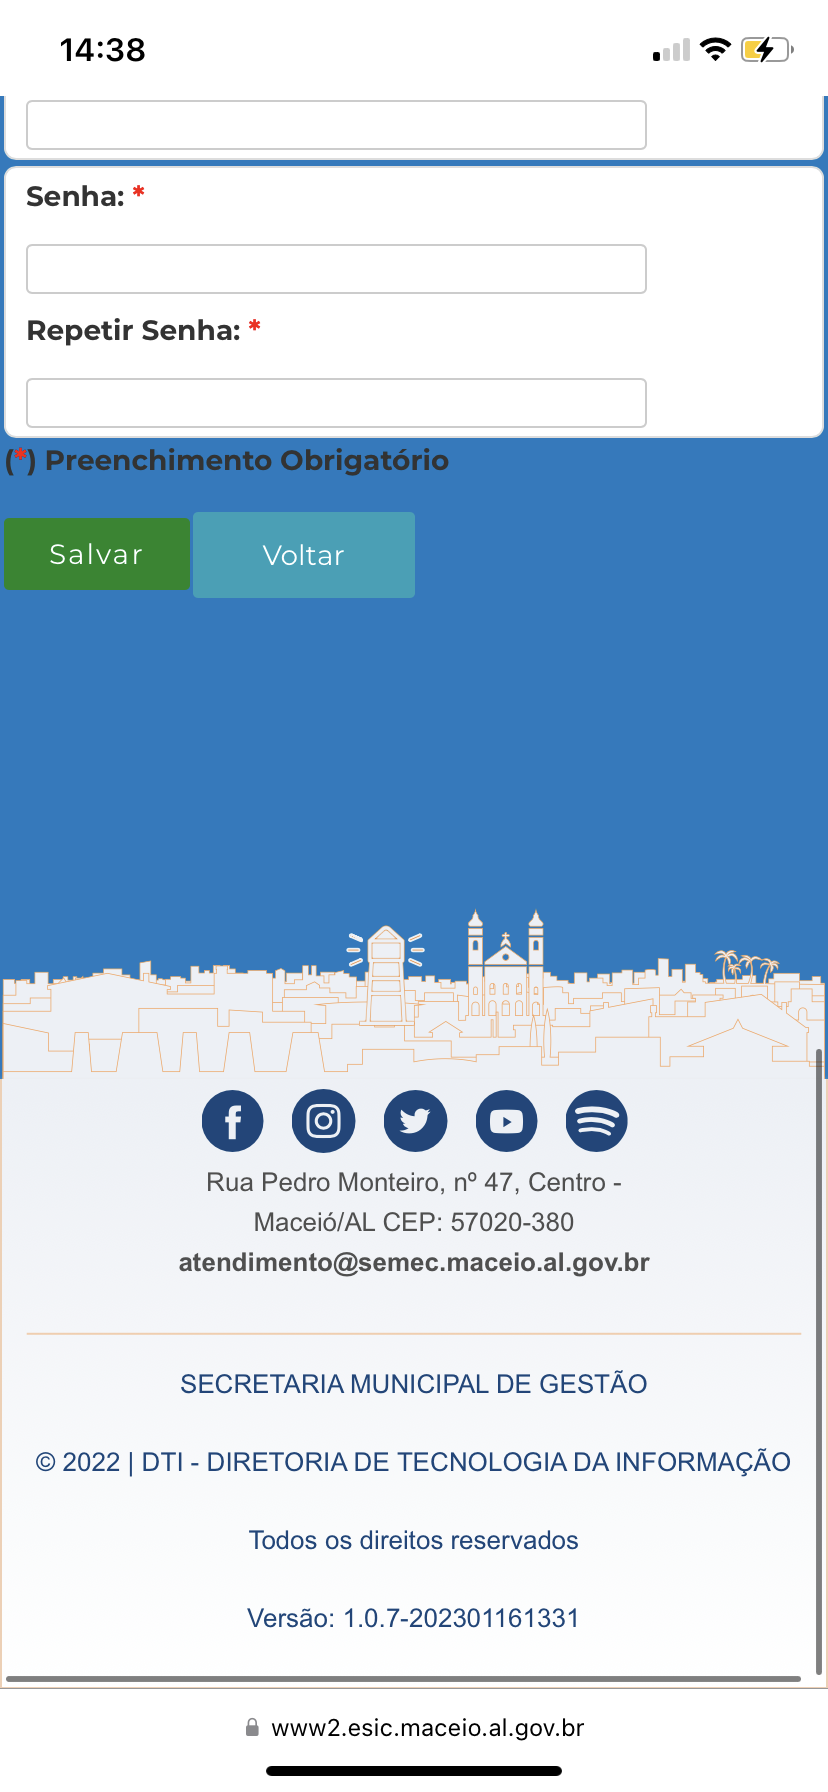 14:38
Senha: *
Repetir Senha: *
(*) Preenchimento Obrigatório
Salvar
Voltar
Rua Pedro Monteiro, nº 47, Centro -
Maceió/AL CEP: 57020-380
atendimento@semec.maceio.al.gov.br
SECRETARIA MUNICIPAL DE GESTÃO
© 2022 | DTI - DIRETORIA DE TECNOLOGIA DA INFORMAÇÃO
Todos os direitos reservados
Versão: 1.0.7-202301161331
www2.esic.maceio.al.gov.br